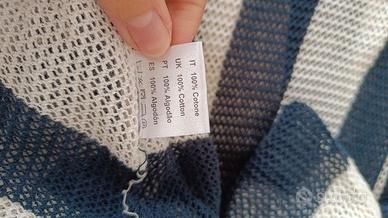 IT 100% Cotone
UK 100% Cotton
PT 100% Algodão
ES 100% Algodón